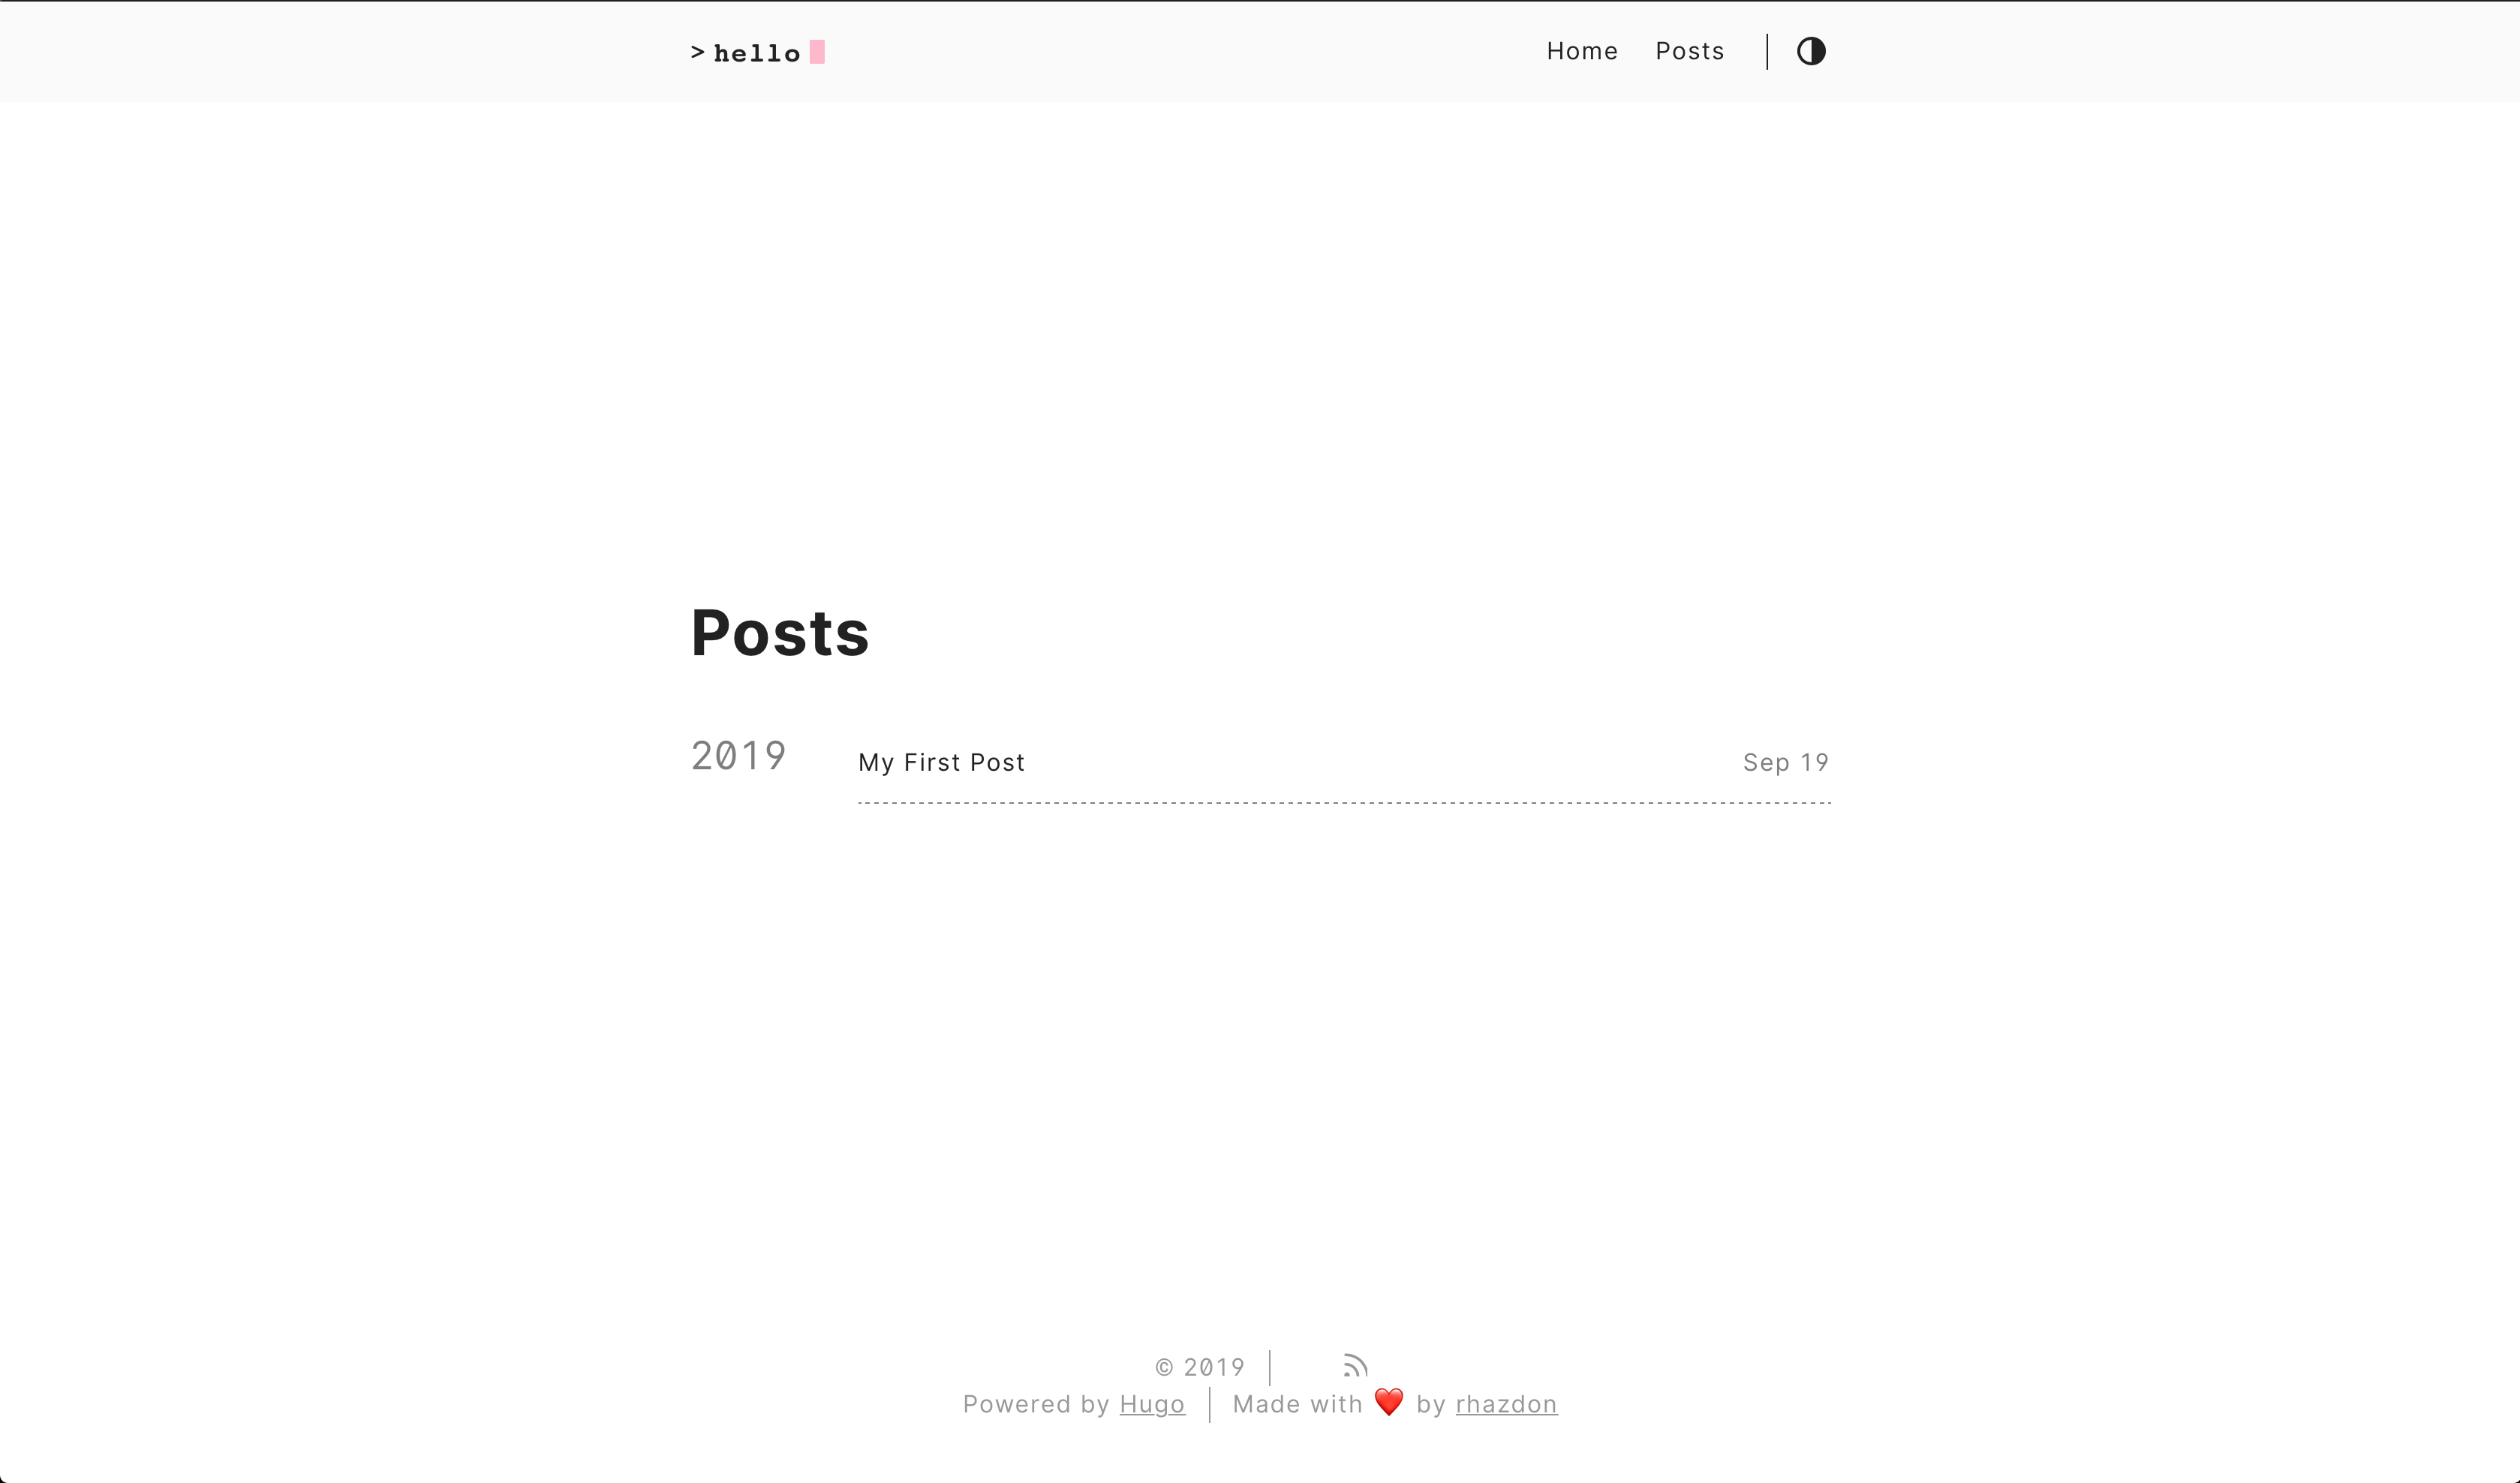 > hello
Home Posts
Posts
2019 My First Post Sep 19
© 2019
Powered by Hugo | Made with ❤️ by rhazdon